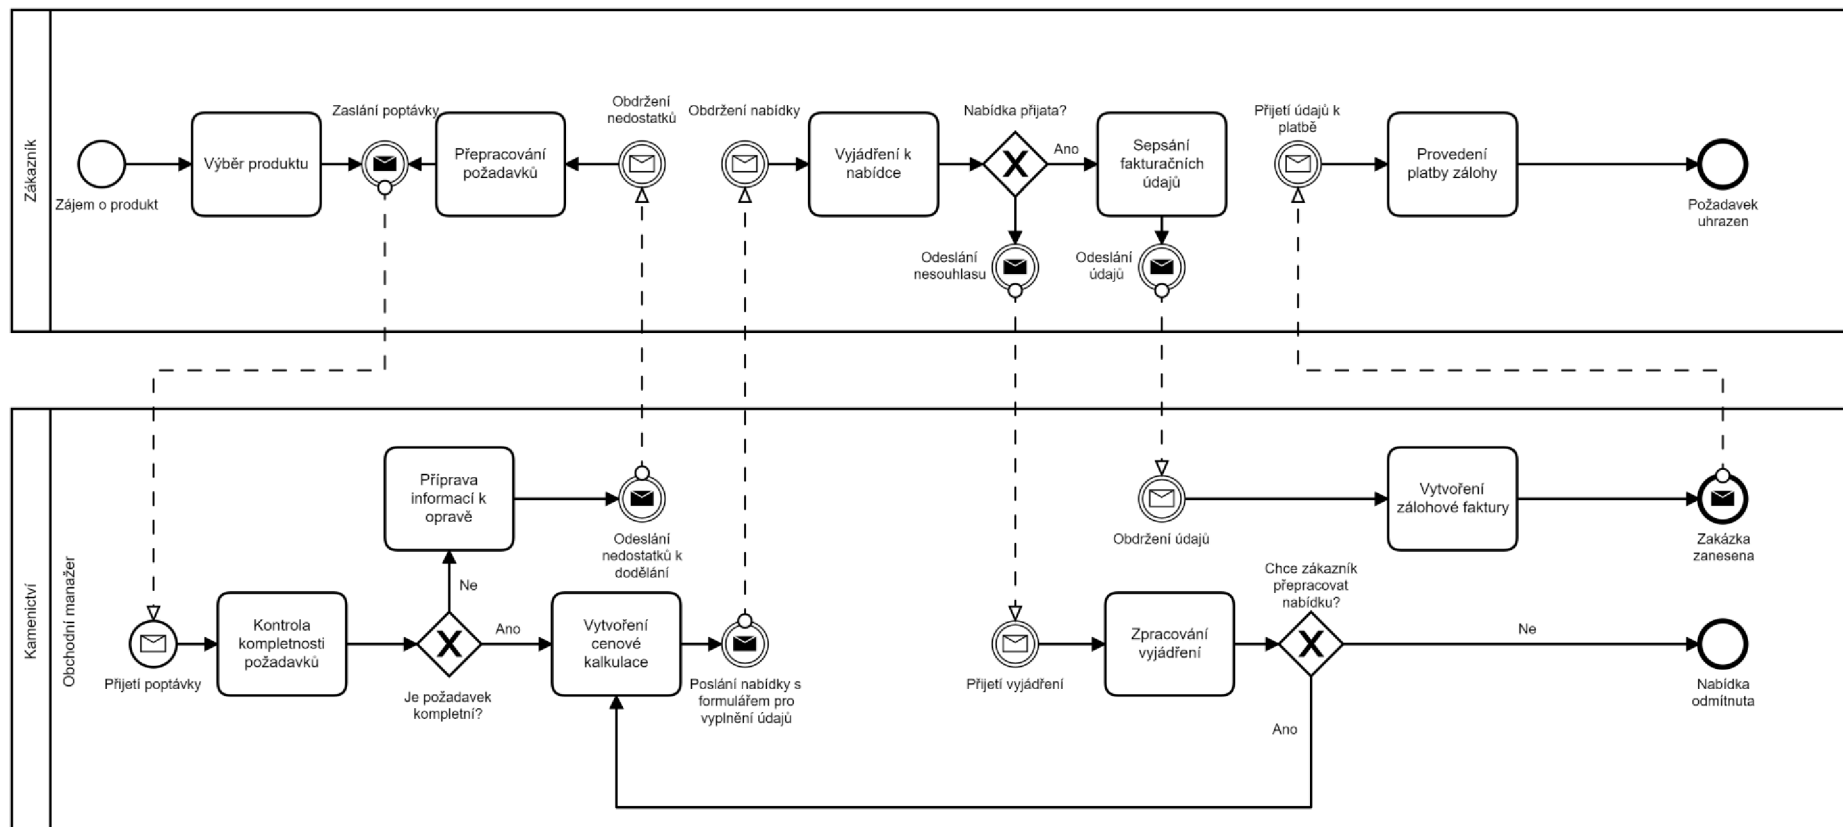 Zákazník
Zájem o produkt
Výběr produktu
Zaslání poptávky
Přepracování
požadavků
Obdržení
nedostatků
Obdržení nabídky
Vyjádření k
nabídce
Nabídka přijata?
Ano
Odeslání
nesouhlasu
Sepsání
fakturačních
údajů
Odeslání
údajů
Přijetí údajů k
platbě
Provedení
platby zálohy
Požadavek
uhrazen
Kamenictví
Obchodní manažer
Přijetí poptávky
Kontrola
kompletnosti
požadavků
Je požadavek
kompletní?
Ne
Příprava
informací k
opravě
Odeslání
nedostatků k
dodělání
Ano
Vytvoření
cenové
kalkulace
Poslání nabídky s
formulářem pro
vyplnění údajů
Přijetí vyjádření
Zpracování
vyjádření
Chce zákazník
přepracovat
nabídku?
Ano
Ne
Nabídka
odmítnuta
Obdržení údajů
Vytvoření
zálohové faktury
Zakázka
zanesena